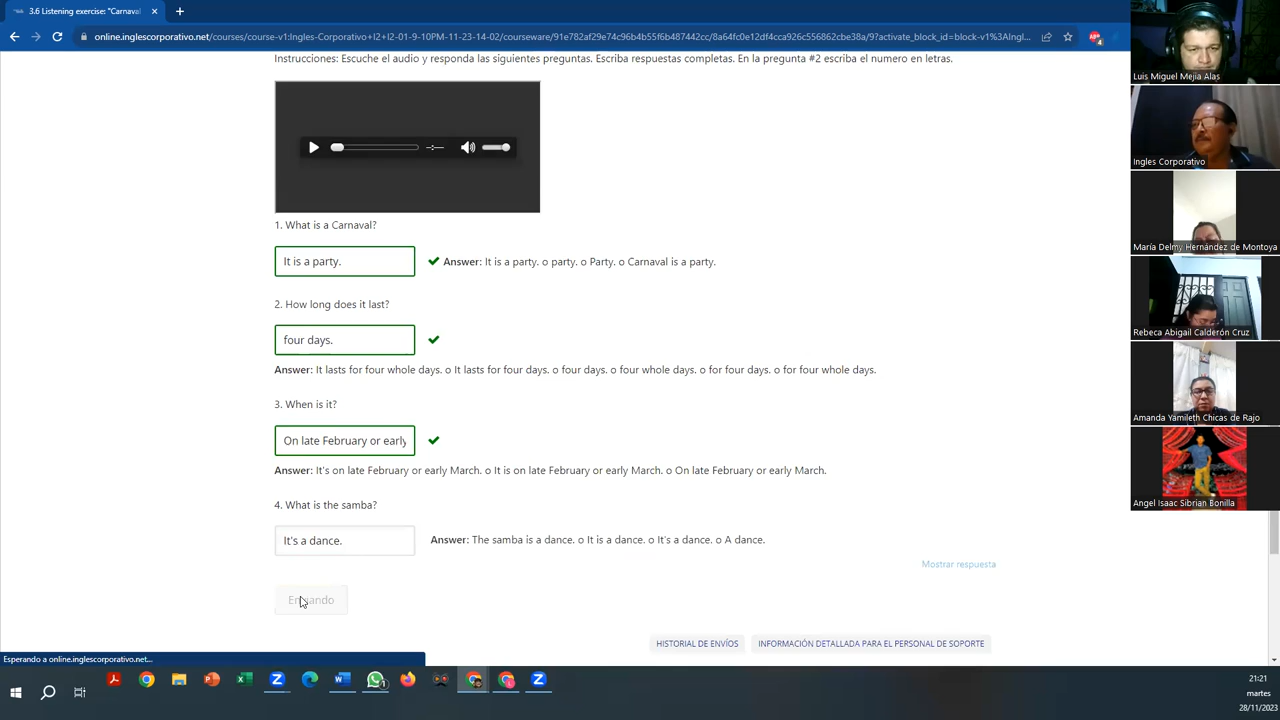 3.6 Listening exercise: "Carnava
online.inglescorporativo.net/courses/course-v1:Ingles-Corporativo+I2+I2-01-9-10PM-11-23-14-02/courseware/91e782af29e74c96b4b55f6b487442cc/8a64fc0e12df4cca926c556862cbe38a/9?activate_block_id=block-v1%3AIngl...
4
Instrucciones: Escuche el audio y responda las siguientes preguntas. Escriba respuestas completas. En la pregunta #2 escriba el numero en letras.
-:--
1. What is a Carnaval?
It is a party.
Answer: It is a party. o party. o Party. o Carnaval is a party.
2. How long does it last?
four days.
Answer: It lasts for four whole days. o It lasts for four days. o four days. o four whole days. o for four days. o for four whole days.
3. When is it?
On late February or early
Answer: It's on late February or early March. o It is on late February or early March. o On late February or early March.
4. What is the samba?
It's a dance.
Answer: The samba is a dance. o It is a dance. o It's a dance. o A dance.
Mostrar respuesta
Enviando
HISTORIAL DE ENVÍOS
INFORMACIÓN DETALLADA PARA EL PERSONAL DE SOPORTE
Esperando a online.inglescorporativo.net...
Luis Miguel Mejía Alas
Ingles Corporativo
María Delmy Hernández de Montoya
Rebeca Abigail Calderón Cruz
Amanda Yamileth Chicas de Rajo
Angel Isaac Sibrian Bonilla
21:21
martes
28/11/2023